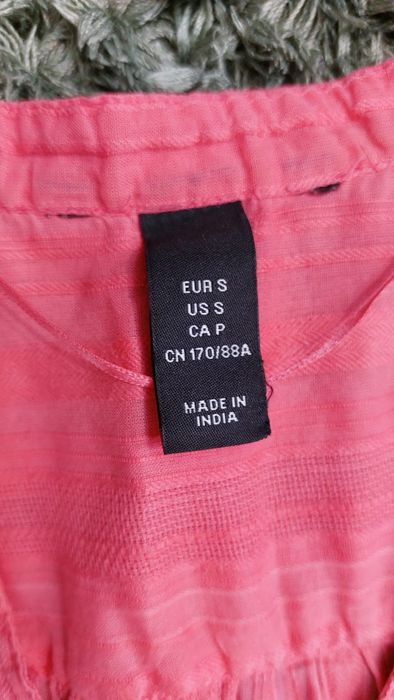 EUR S
US S
CA P
CN 170/88A
MADE IN
INDIA